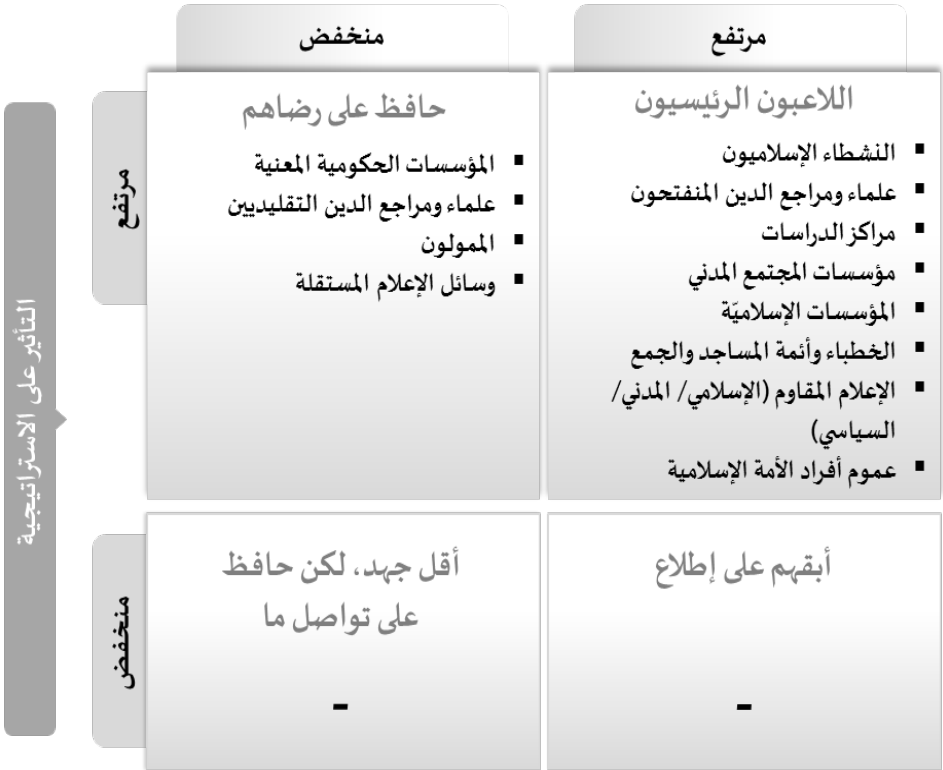 مرتفع
منخفض
التأثير على الاستراتيجية
مرتفع
اللاعبون الرئيسيون
▪ النشطاء الإسلاميون
▪ علماء ومراجع الدين المنفتحون
▪ مراكز الدراسات
▪ مؤسسات المجتمع المدني
▪ المؤسسات الإسلاميّة
▪ الخطباء وأئمة المساجد والجمع
▪ الإعلام المقاوم (الإسلامي/ المدني/
السياسي)
▪ عموم أفراد الأمة الإسلامية
حافظ على رضاهم
▪ المؤسسات الحكومية المعنية
▪ علماء ومراجع الدين التقليديين
▪ الممولون
▪ وسائل الإعلام المستقلة
منخفض
أبقهم على إطلاع
-
أقل جهد، لكن حافظ
على تواصل ما
-